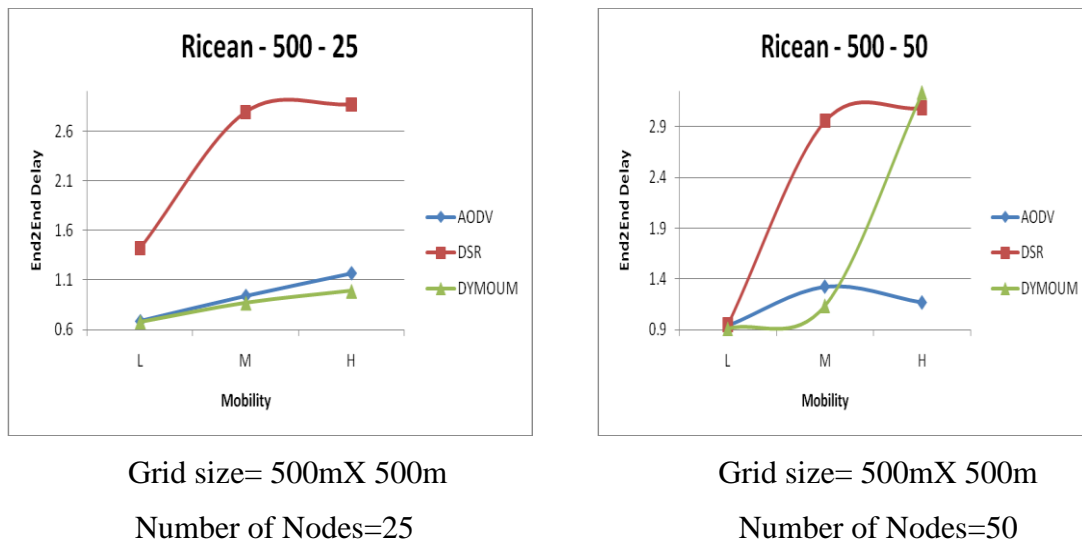 Ricean - 500 - 25
End2End Delay
2.6
2.1
1.6
1.1
0.6
L M H
Mobility
AODV
DSR
DYMOUM
Grid size= 500mX 500m
Number of Nodes=25
Ricean - 500 - 50
End2End Delay
2.9
2.4
1.9
1.4
0.9
L M H
Mobility
AODV
DSR
DYMOUM
Grid size= 500mX 500m
Number of Nodes=50